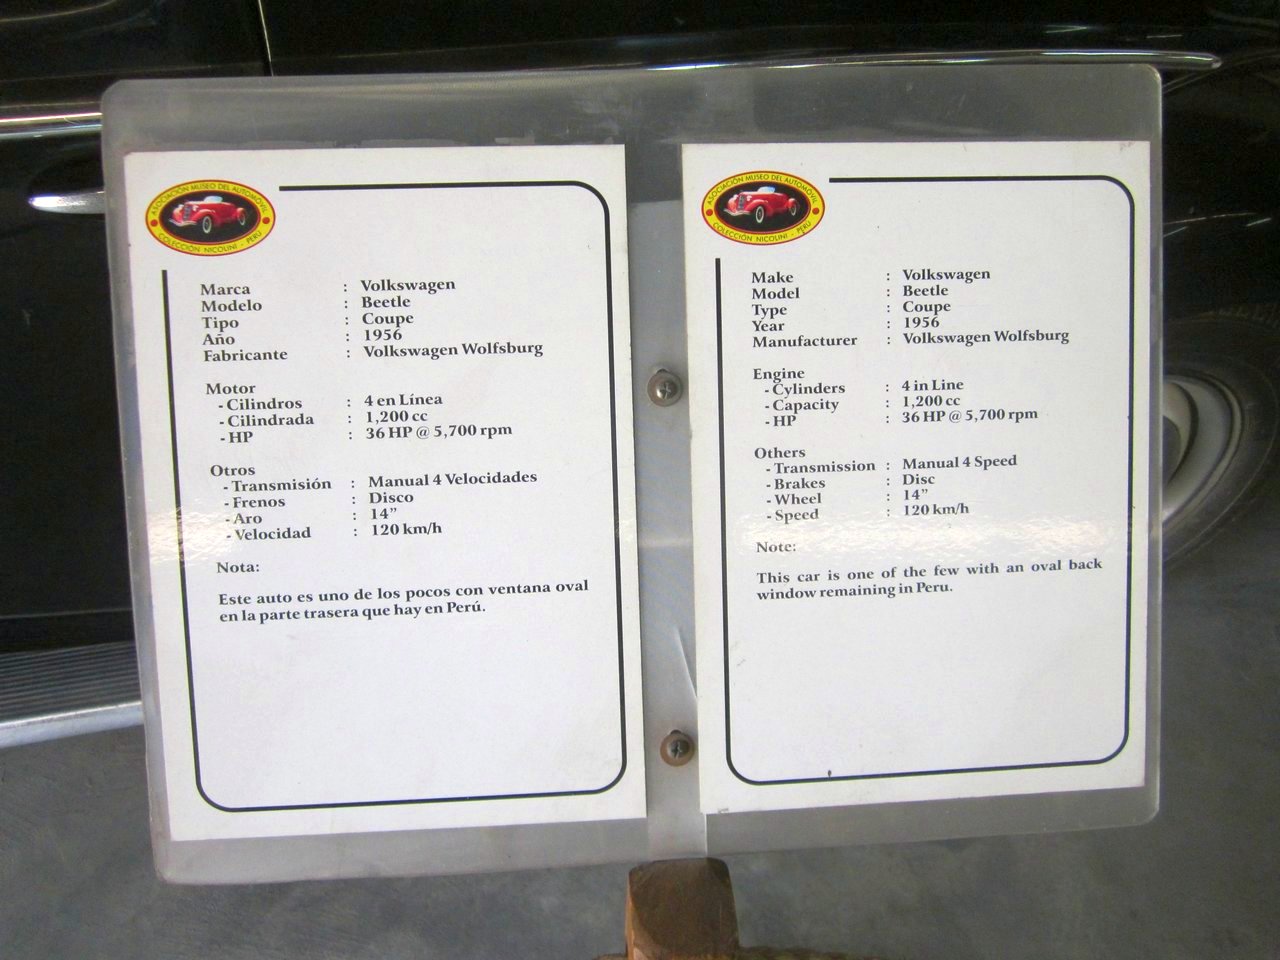 ASOCIACIÓN MUSEO DEL AUTOMÓVIL
COLECCIÓN NICOLINI - PERÚ
Marca : Volkswagen
Modelo : Beetle
Tipo : Coupe
Año : 1956
Fabricante : Volkswagen Wolfsburg
Motor
- Cilindros : 4 en Línea
- Cilindrada : 1,200 cc
- HP : 36 HP @ 5,700 rpm
Otros
- Transmisión : Manual 4 Velocidades
- Frenos : Disco
- Aro : 14”
- Velocidad : 120 km/h
Nota:
Este auto es uno de los pocos con ventana oval
en la parte trasera que hay en Perú.
ASOCIACIÓN MUSEO DEL AUTOMÓVIL
COLECCIÓN NICOLINI - PERÚ
Make : Volkswagen
Model : Beetle
Type : Coupe
Year : 1956
Manufacturer : Volkswagen Wolfsburg
Engine
- Cylinders : 4 in Line
- Capacity : 1,200 cc
- HP : 36 HP @ 5,700 rpm
Others
- Transmission : Manual 4 Speed
- Brakes : Disc
- Wheel : 14”
- Speed : 120 km/h
Note:
This car is one of the few with an oval back
window remaining in Peru.